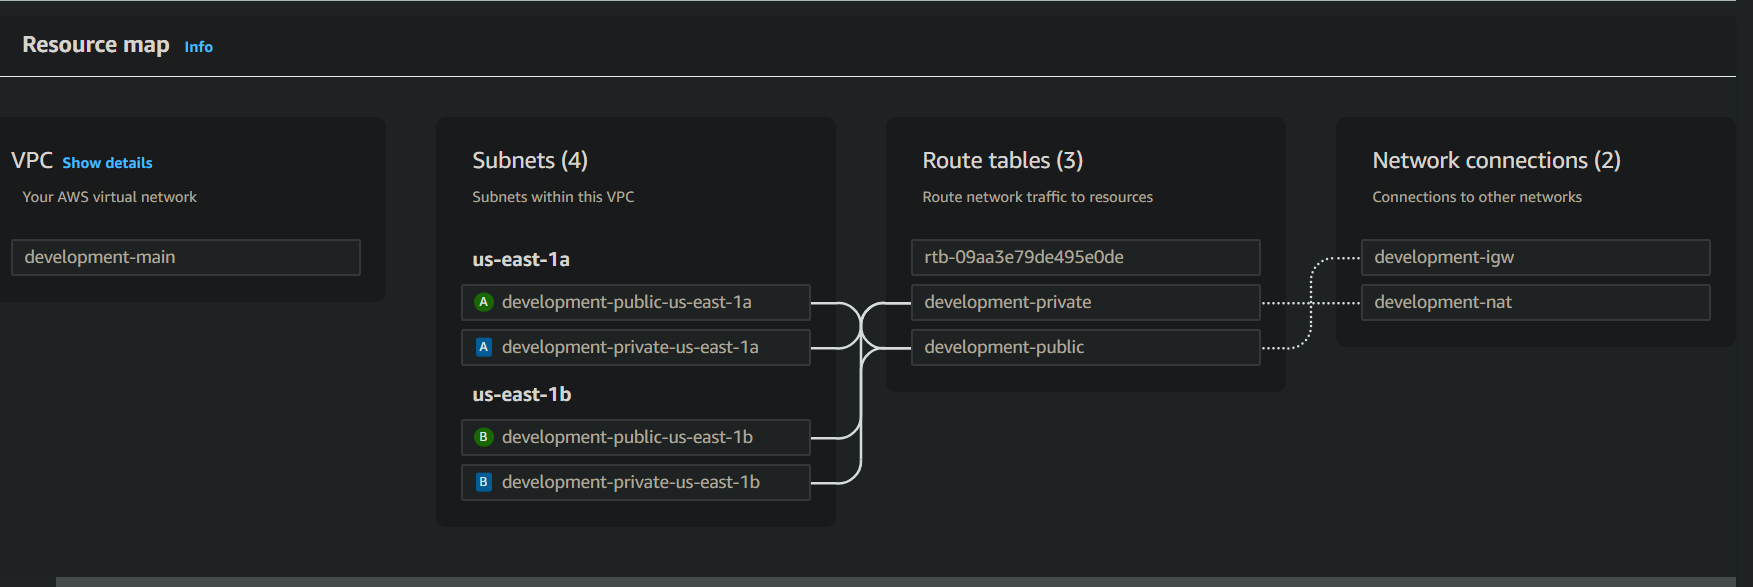 Resource map Info
VPC Show details
Your AWS virtual network
development-main
Subnets (4)
Subnets within this VPC
us-east-1a
A development-public-us-east-1a
A development-private-us-east-1a
us-east-1b
B development-public-us-east-1b
B development-private-us-east-1b
Route tables (3)
Route network traffic to resources
rtb-09aa3e79de495e0de
development-private
development-public
Network connections (2)
Connections to other networks
development-igw
development-nat